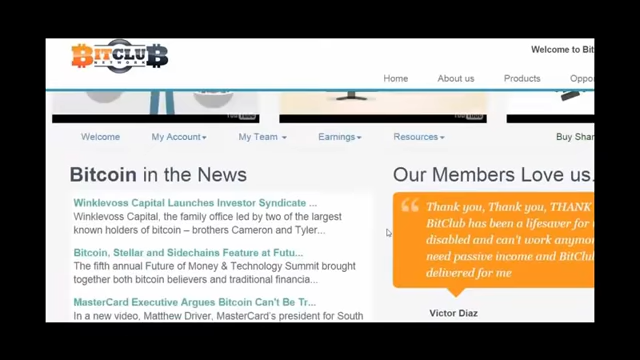 BITCLUB
NETWORK
Welcome to Bit
Home About us Products Oppor
Welcome My Account My Team Earnings Resources Buy Shar
Bitcoin in the News
Winklevoss Capital Launches Investor Syndicate ...
Winklevoss Capital, the family office led by two of the largest
known holders of bitcoin – brothers Cameron and Tyler...
Bitcoin, Stellar and Sidechains Feature at Futu...
The fifth annual Future of Money & Technology Summit brought
together both bitcoin believers and traditional financia...
MasterCard Executive Argues Bitcoin Can't Be Tr...
In a new video, Matthew Driver, MasterCard's president for South
Our Members Love us.
Thank you, Thank you, THANK
BitClub has been a lifesaver for
disabled and can't work anymor
need passive income and BitClu
delivered for me
Victor Diaz